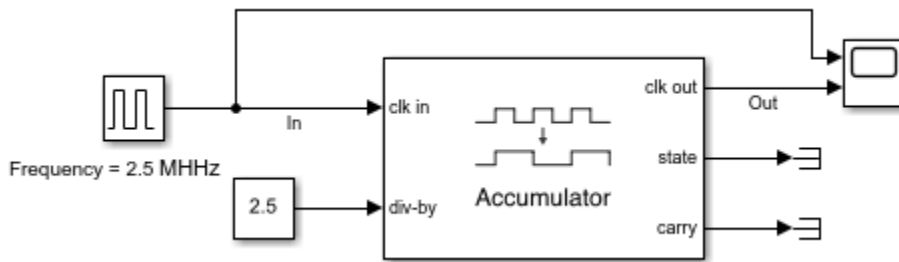 clk in
clk out
In
Out
Frequency = 2.5 MHHz
state
2.5
div-by
Accumulator
carry